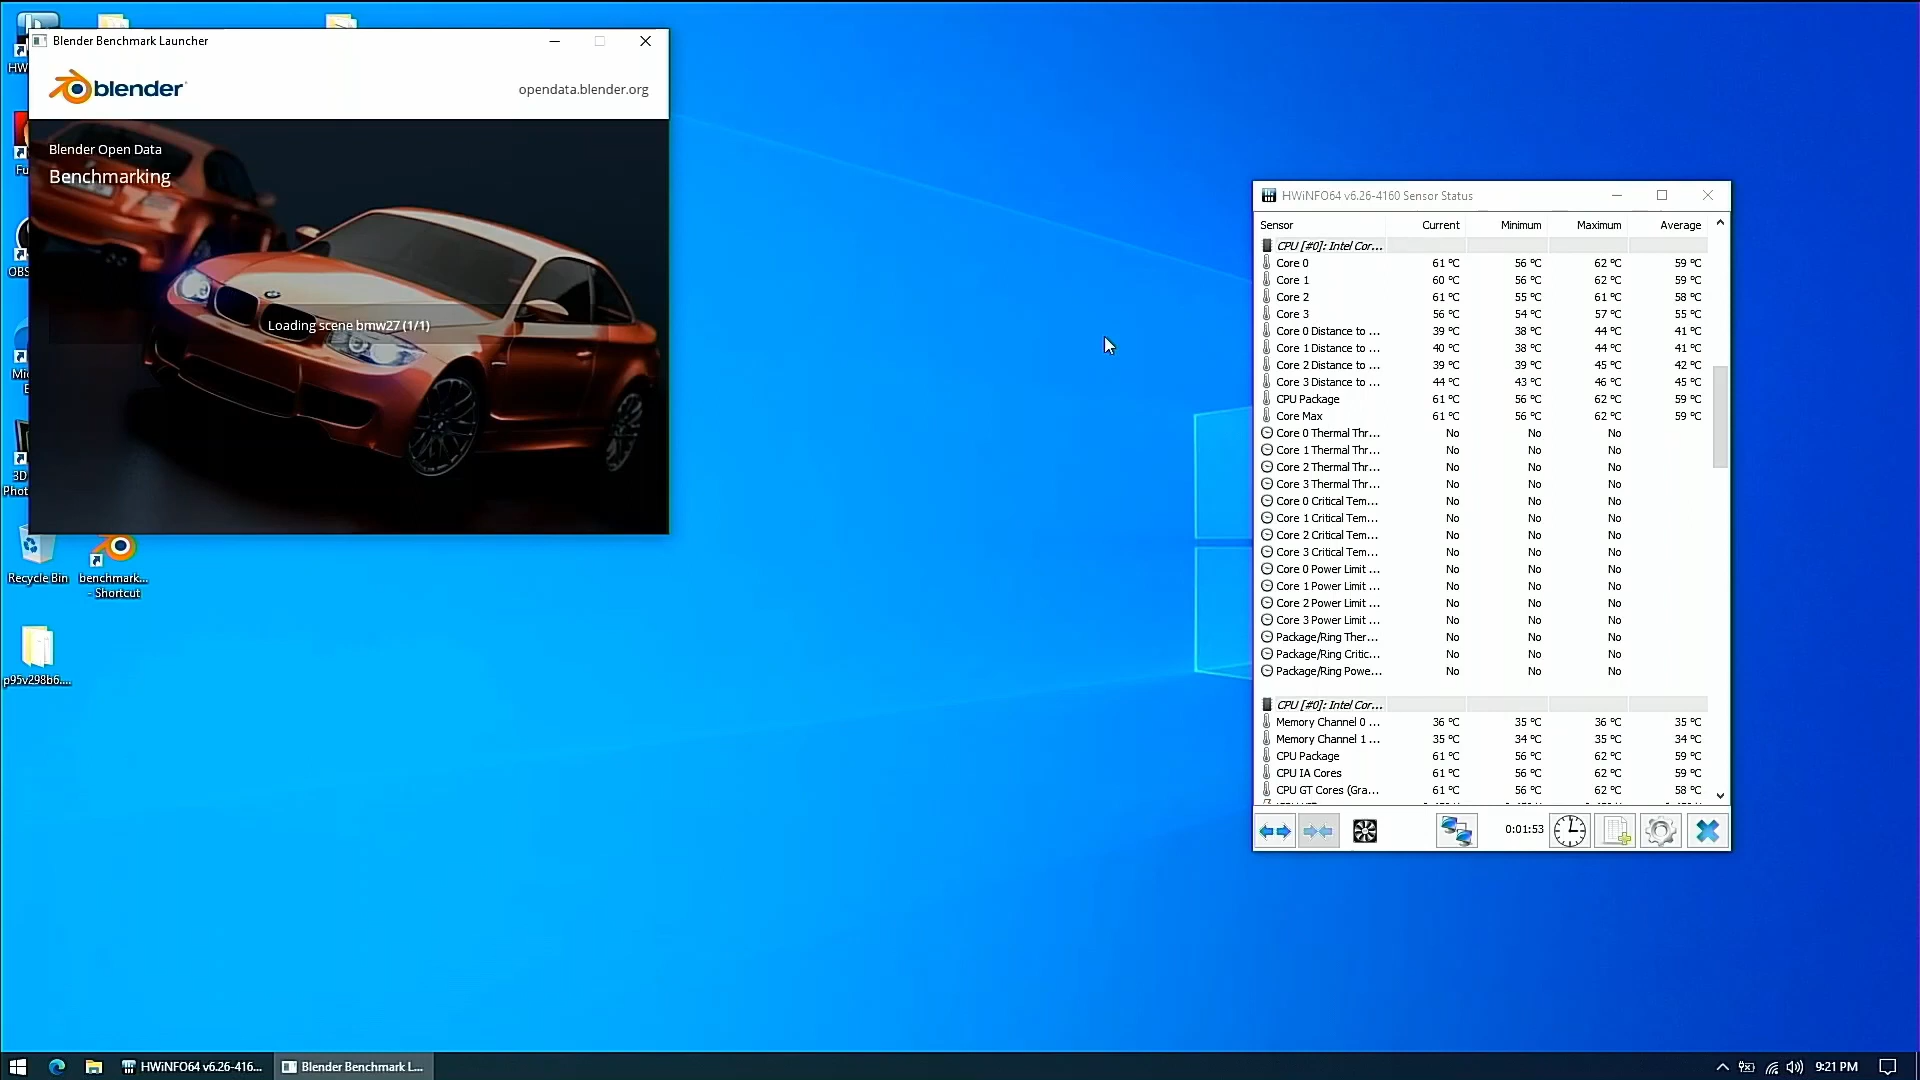 HW
Fu
OBS
Mic
E
3D
Phot
Recycle Bin
benchmark...
- Shortcut
p95v298b6....
Blender Benchmark Launcher
blender
opendata.blender.org
Blender Open Data
Benchmarking
Loading scene bmw27 (1/1)
HWiNFO64 v6.26-4160 Sensor Status
Sensor Current Minimum Maximum Average
CPU [#0]: Intel Cor...
Core 0 61 °C 56 °C 62 °C 59 °C
Core 1 60 °C 56 °C 62 °C 59 °C
Core 2 61 °C 55 °C 61 °C 58 °C
Core 3 56 °C 54 °C 57 °C 55 °C
Core 0 Distance to ... 39 °C 38 °C 44 °C 41 °C
Core 1 Distance to ... 40 °C 38 °C 44 °C 41 °C
Core 2 Distance to ... 39 °C 39 °C 45 °C 42 °C
Core 3 Distance to ... 44 °C 43 °C 46 °C 45 °C
CPU Package 61 °C 56 °C 62 °C 59 °C
Core Max 61 °C 56 °C 62 °C 59 °C
Core 0 Thermal Thr... No No No
Core 1 Thermal Thr... No No No
Core 2 Thermal Thr... No No No
Core 3 Thermal Thr... No No No
Core 0 Critical Tem... No No No
Core 1 Critical Tem... No No No
Core 2 Critical Tem... No No No
Core 3 Critical Tem... No No No
Core 0 Power Limit ... No No No
Core 1 Power Limit ... No No No
Core 2 Power Limit ... No No No
Core 3 Power Limit ... No No No
Package/Ring Ther... No No No
Package/Ring Critic... No No No
Package/Ring Powe... No No No
CPU [#0]: Intel Cor...
Memory Channel 0 ... 36 °C 35 °C 36 °C 35 °C
Memory Channel 1 ... 35 °C 34 °C 35 °C 34 °C
CPU Package 61 °C 56 °C 62 °C 59 °C
CPU IA Cores 61 °C 56 °C 62 °C 59 °C
CPU GT Cores (Gra... 61 °C 56 °C 62 °C 58 °C
0:01:53
HWiNFO64 v6.26-416...
Blender Benchmark L...
9:21 PM